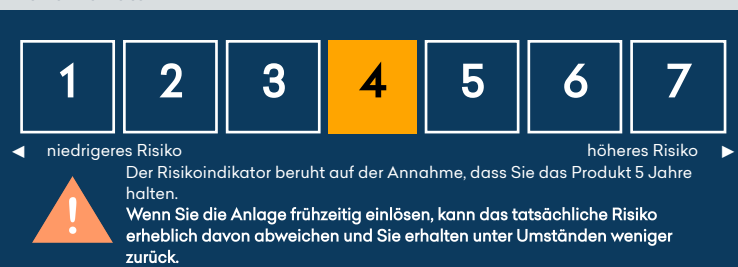 1 2 3 4 5 6 7
niedrigeres Risiko höheres Risiko
Der Risikoindikator beruht auf der Annahme, dass Sie das Produkt 5 Jahre
halten.
Wenn Sie die Anlage frühzeitig einlösen, kann das tatsächliche Risiko
erheblich davon abweichen und Sie erhalten unter Umständen weniger
zurück.